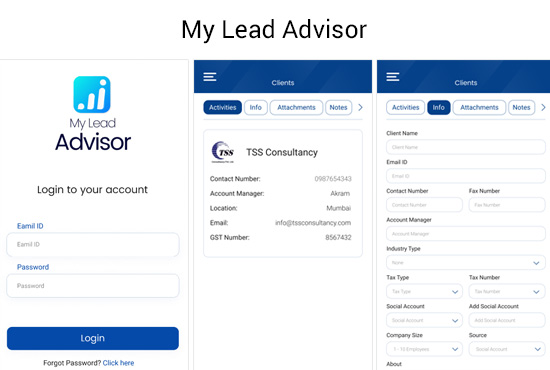 My Lead Advisor
My Lead
Advisor
Login to your account
Eamil ID
Eamil ID
Password
Password
Login
Forgot Password? Click here
Clients
Activities Info Attachments Notes
TSS
TSS Consultancy
Contact Number: 0987654343
Account Manager: Akram
Location: Mumbai
Email: info@tssconsultancy.com
GST Number: 8567432
Clients
Activities Info Attachments Notes
Client Name
Client Name
Email ID
Email ID
Contact Number Fax Number
Contact Number Fax Number
Account Manager
Account Manager
Industry Type
None
Tax Type Tax Number
Tax Type Tax Number
Social Account Add Social Account
Social Account Add Social Account
Company Size Source
1 - 10 Employees Social Account
About